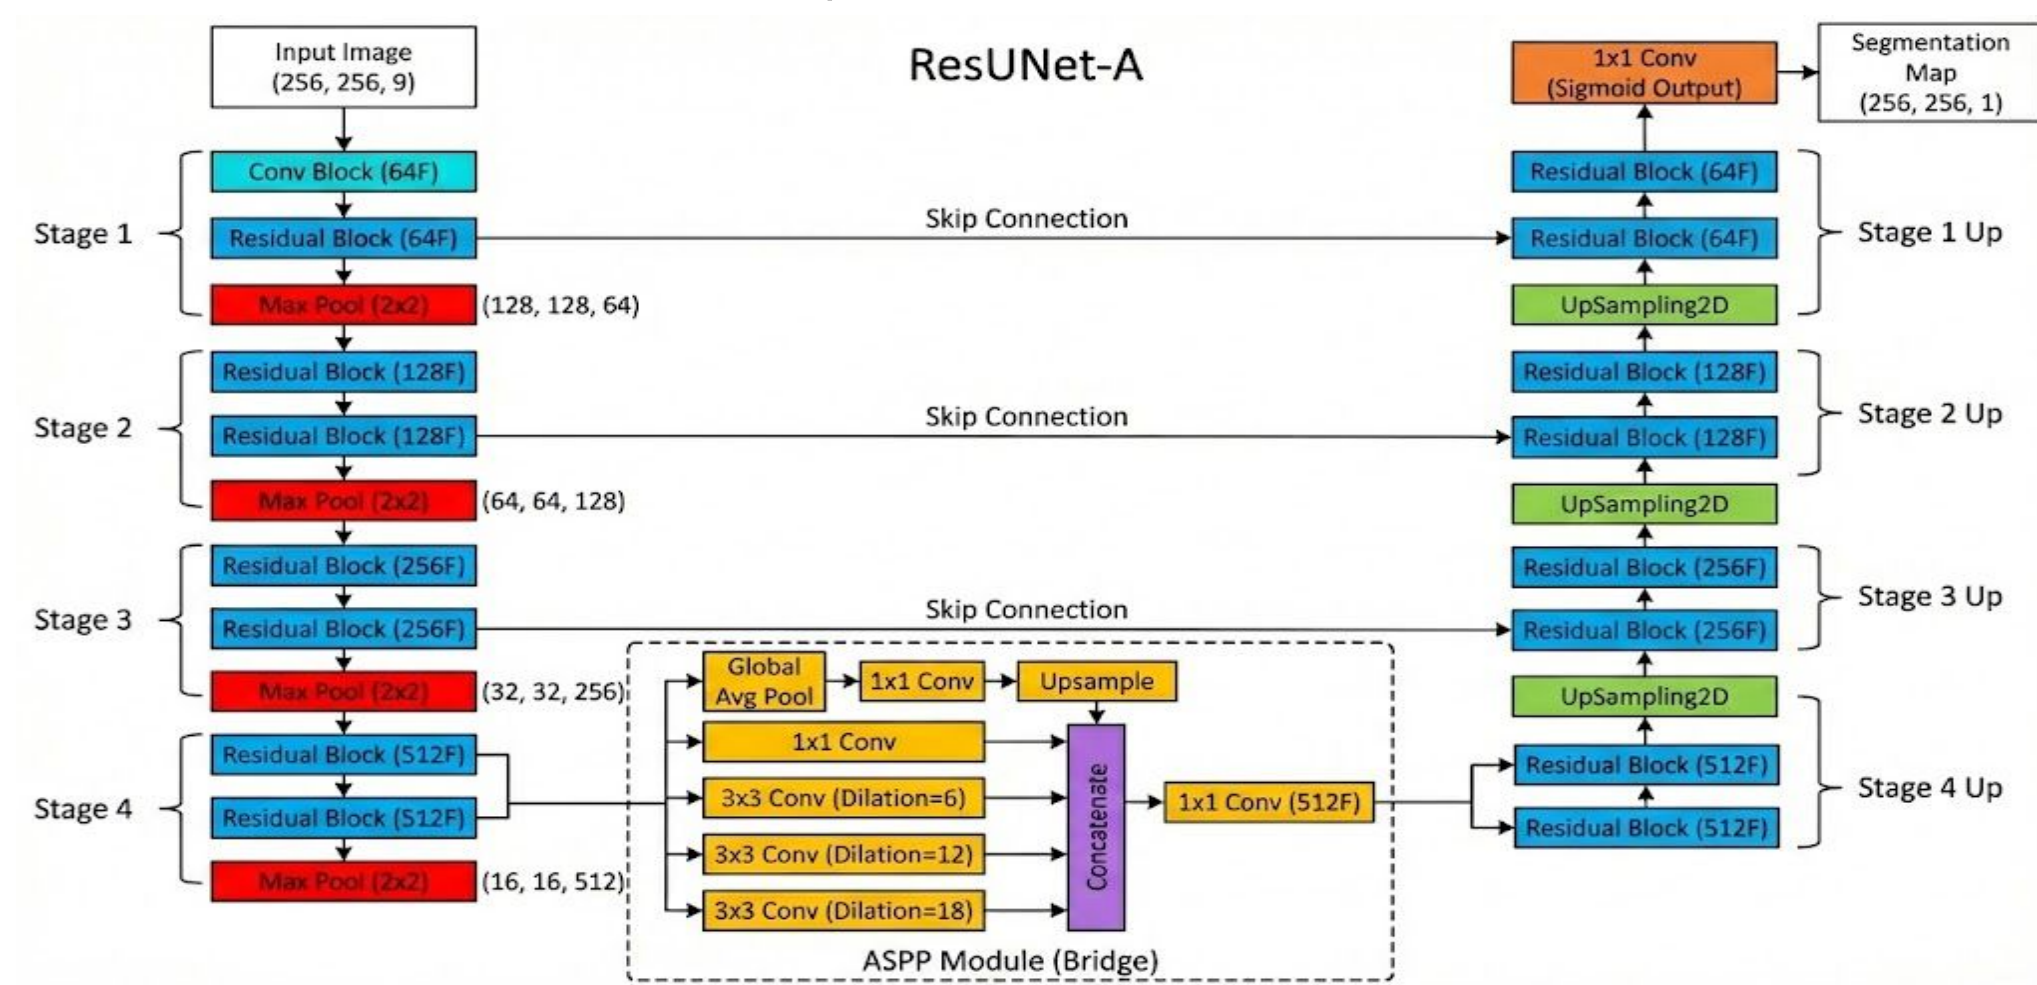 ResUNet-A
Input Image
(256, 256, 9)
Stage 1
Conv Block (64F)
Residual Block (64F)
Max Pool (2x2)
(128, 128, 64)
Stage 2
Residual Block (128F)
Residual Block (128F)
Max Pool (2x2)
(64, 64, 128)
Stage 3
Residual Block (256F)
Residual Block (256F)
Max Pool (2x2)
(32, 32, 256)
Stage 4
Residual Block (512F)
Residual Block (512F)
Max Pool (2x2)
(16, 16, 512)
Skip Connection
Skip Connection
Skip Connection
Global
Avg Pool
1x1 Conv
Upsample
1x1 Conv
3x3 Conv (Dilation=6)
3x3 Conv (Dilation=12)
3x3 Conv (Dilation=18)
Concatenate
1x1 Conv (512F)
ASPP Module (Bridge)
1x1 Conv
(Sigmoid Output)
Segmentation
Map
(256, 256, 1)
Residual Block (64F)
Residual Block (64F)
UpSampling2D
Stage 1 Up
Residual Block (128F)
Residual Block (128F)
Stage 2 Up
UpSampling2D
Residual Block (256F)
Residual Block (256F)
Stage 3 Up
UpSampling2D
Residual Block (512F)
Residual Block (512F)
Stage 4 Up